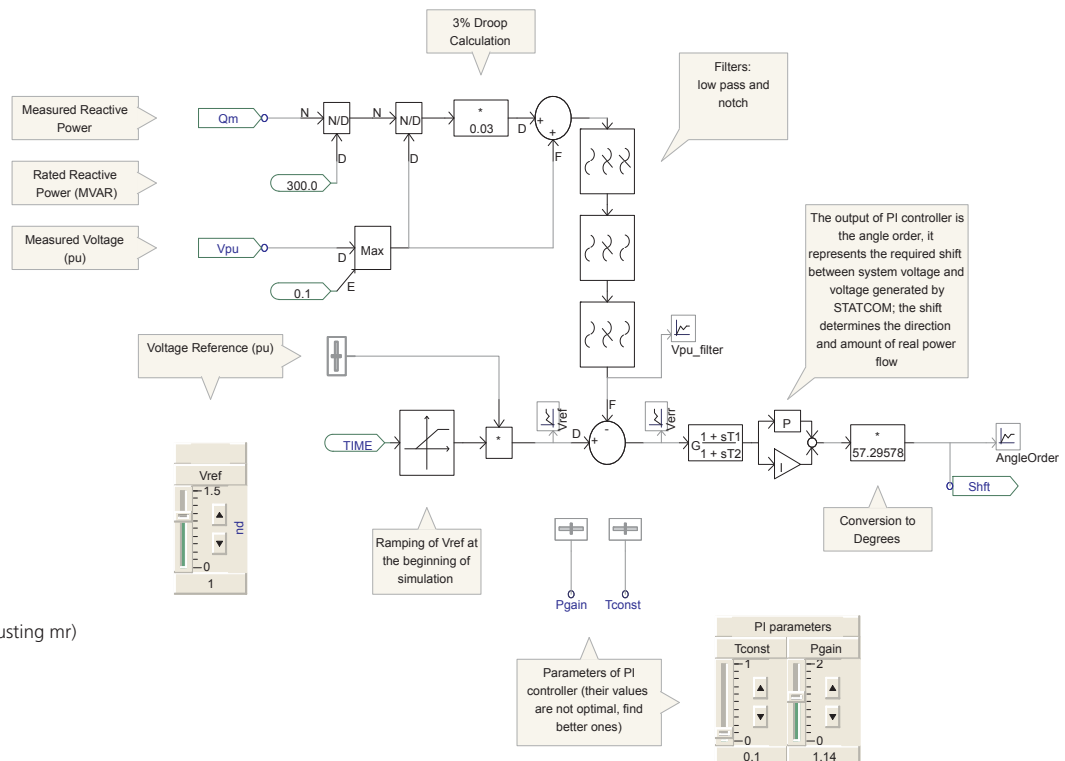 3% Droop
Calculation
Filters:
low pass and
notch
Measured Reactive
Power
Qm
N
N/D
N
N/D
*
0.03
D
+
+
F
D
D
Rated Reactive
Power (MVAR)
300.0
Measured Voltage
(pu)
Vpu
D
Max
E
0.1
The output of PI controller is
the angle order, it
represents the required shift
between system voltage and
voltage generated by
STATCOM; the shift
determines the direction
and amount of real power
flow
Voltage Reference (pu)
Vpu_filter
TIME
*
Vref
D
+
-
F
Verr
G
1 + sT1
1 + sT2
P
I
*
57.29578
AngleOrder
Shft
Vref
1.5
0
pu
1
Ramping of Vref at
the beginning of
simulation
Conversion to
Degrees
Pgain
Tconst
usting mr)
Parameters of PI
controller (their values
are not optimal, find
better ones)
PI parameters
Tconst
Pgain
1
0
2
0
0.1
1.14